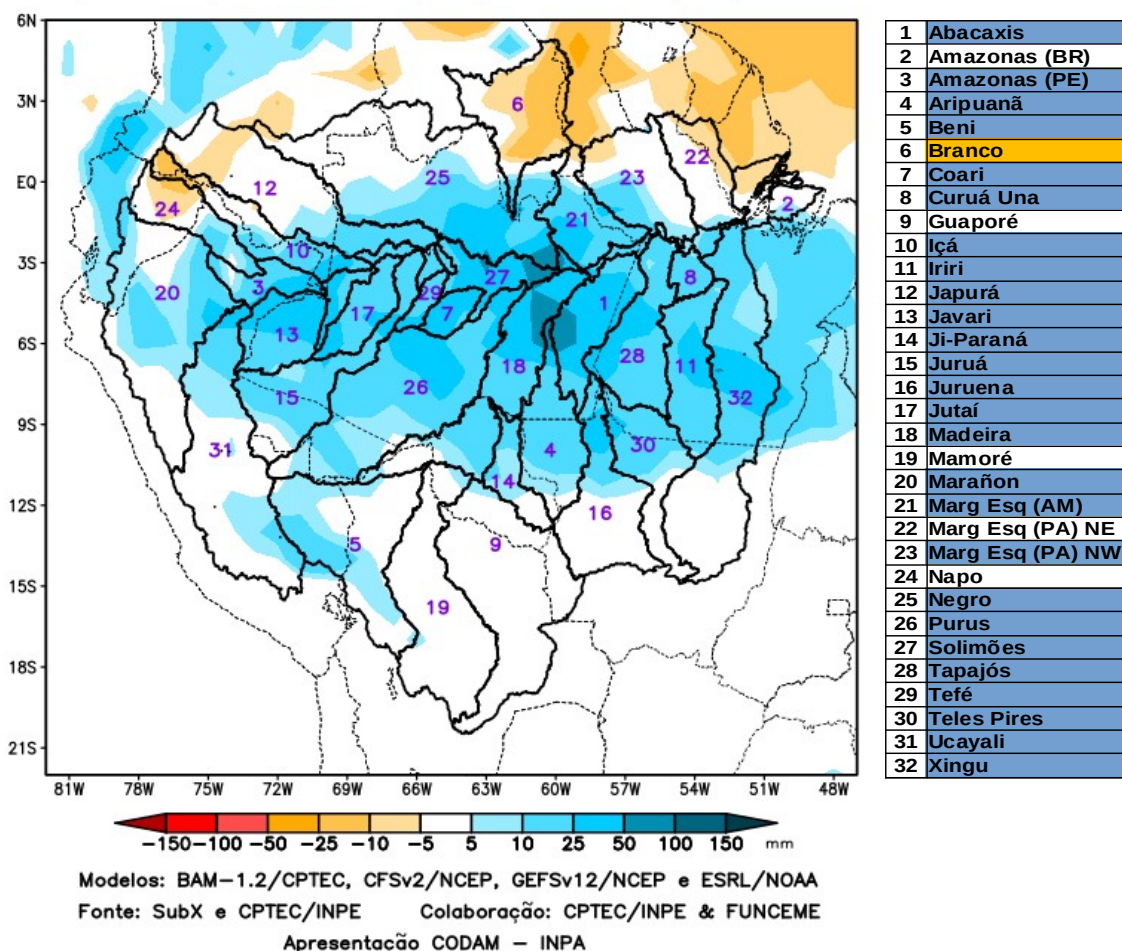 6N
3N
EQ
3S
6S
9S
12S
15S
18S
21S
81W 78W 75W 72W 69W 66W 63W 60W 57W 54W 51W 48W
6
22
12
25
23
24
2
21
10
27
3
8
20
29
17
7
1
13
28
18
11
26
15
32
31
4
30
14
16
5
9
19
1 Abacaxis
2 Amazonas (BR)
3 Amazonas (PE)
4 Aripuanã
5 Beni
6 Branco
7 Coari
8 Curuá Una
9 Guaporé
10 Içá
11 Iriri
12 Japurá
13 Javari
14 Ji-Paraná
15 Juruá
16 Juruena
17 Jutaí
18 Madeira
19 Mamoré
20 Marañon
21 Marg Esq (AM)
22 Marg Esq (PA) NE
23 Marg Esq (PA) NW
24 Napo
25 Negro
26 Purus
27 Solimões
28 Tapajós
29 Tefé
30 Teles Pires
31 Ucayali
32 Xingu
-150 -100 -50 -25 -10 -5 5 10 25 50 100 150 mm
Modelos: BAM-1.2/CPTEC, CFSv2/NCEP, GEFSv12/NCEP e ESRL/NOAA
Fonte: SubX e CPTEC/INPE Colaboração: CPTEC/INPE & FUNCEME
Apresentacão CODAM - INPA